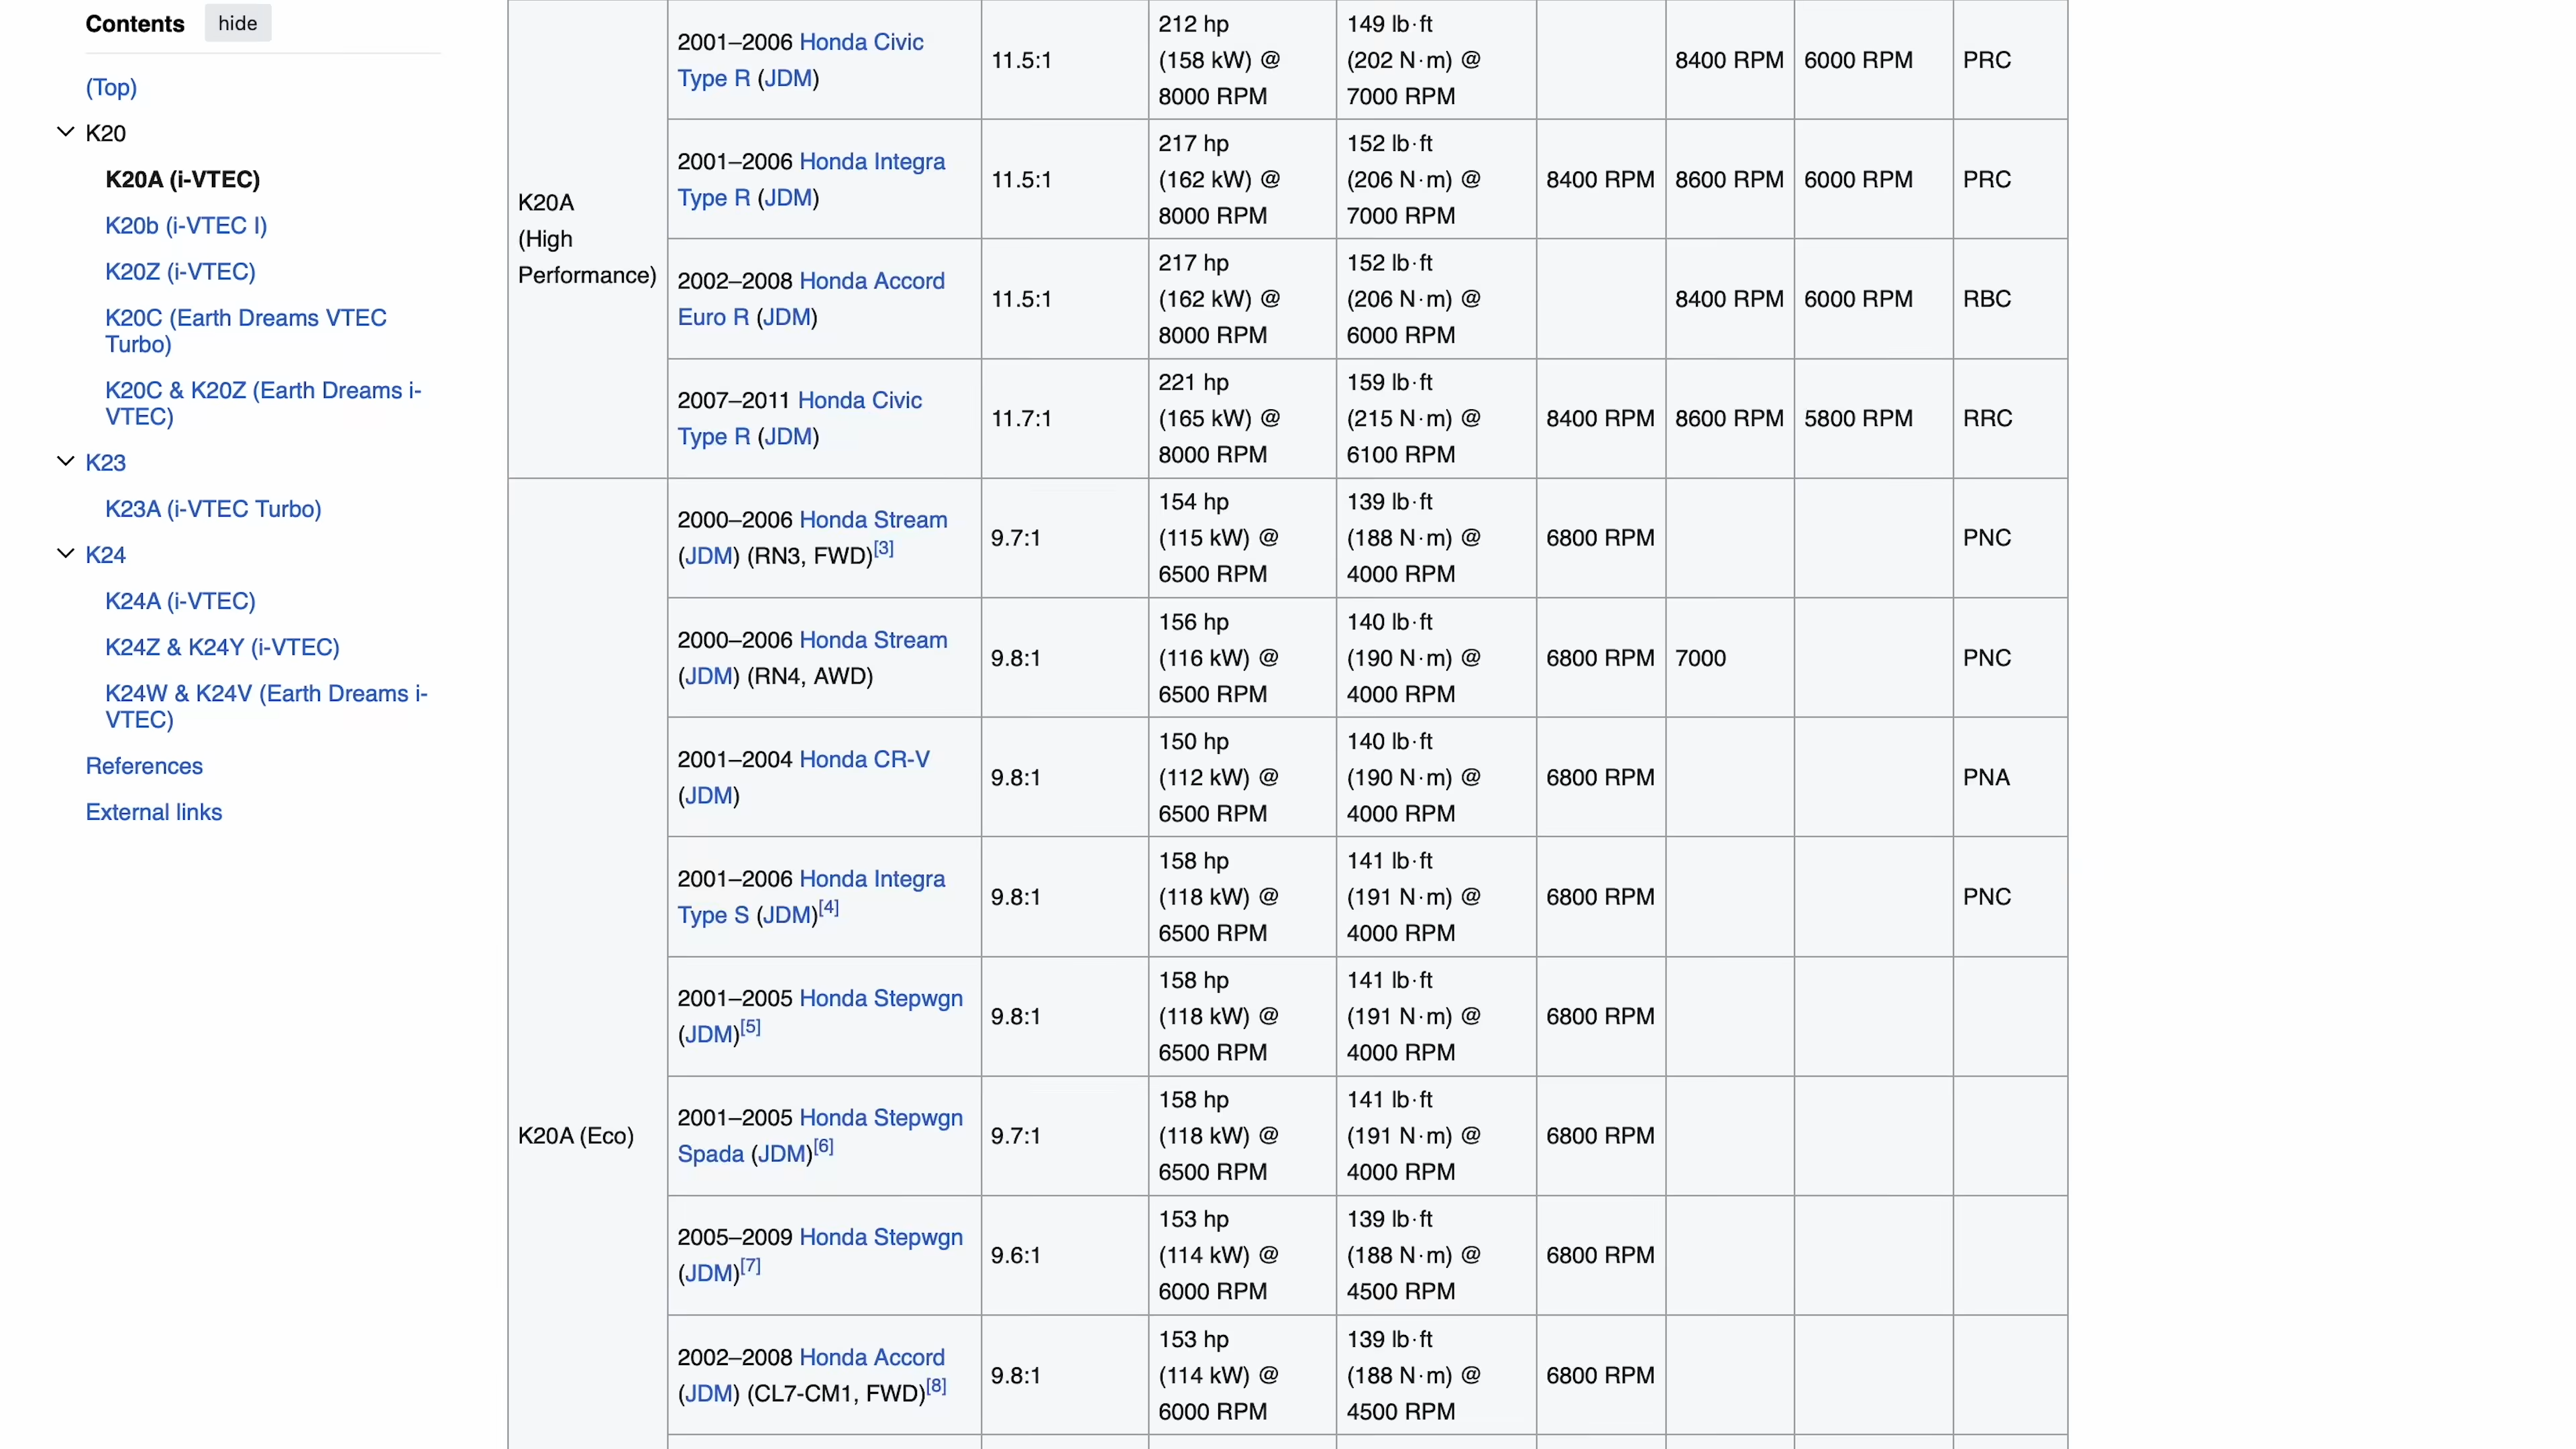 Contents hide
(Top)
K20
K20A (i-VTEC)
K20b (i-VTEC I)
K20Z (i-VTEC)
K20C (Earth Dreams VTEC
Turbo)
K20C & K20Z (Earth Dreams i-
VTEC)
K23
K23A (i-VTEC Turbo)
K24
K24A (i-VTEC)
K24Z & K24Y (i-VTEC)
K24W & K24V (Earth Dreams i-
VTEC)
References
External links
K20A
(High
Performance)
2001–2006 Honda Civic
Type R (JDM)
11.5:1
212 hp
(158 kW) @
8000 RPM
149 lb·ft
(202 N·m) @
7000 RPM
8400 RPM
6000 RPM
PRC
2001–2006 Honda Integra
Type R (JDM)
11.5:1
217 hp
(162 kW) @
8000 RPM
152 lb·ft
(206 N·m) @
7000 RPM
8400 RPM
8600 RPM
6000 RPM
PRC
2002–2008 Honda Accord
Euro R (JDM)
11.5:1
217 hp
(162 kW) @
8000 RPM
152 lb·ft
(206 N·m) @
6000 RPM
8400 RPM
6000 RPM
RBC
2007–2011 Honda Civic
Type R (JDM)
11.7:1
221 hp
(165 kW) @
8000 RPM
159 lb·ft
(215 N·m) @
6100 RPM
8400 RPM
8600 RPM
5800 RPM
RRC
K20A (Eco)
2000–2006 Honda Stream
(JDM) (RN3, FWD)[3]
9.7:1
154 hp
(115 kW) @
6500 RPM
139 lb·ft
(188 N·m) @
4000 RPM
6800 RPM
PNC
2000–2006 Honda Stream
(JDM) (RN4, AWD)
9.8:1
156 hp
(116 kW) @
6500 RPM
140 lb·ft
(190 N·m) @
4000 RPM
6800 RPM
7000
PNC
2001–2004 Honda CR-V
(JDM)
9.8:1
150 hp
(112 kW) @
6500 RPM
140 lb·ft
(190 N·m) @
4000 RPM
6800 RPM
PNA
2001–2006 Honda Integra
Type S (JDM)[4]
9.8:1
158 hp
(118 kW) @
6500 RPM
141 lb·ft
(191 N·m) @
4000 RPM
6800 RPM
PNC
2001–2005 Honda Stepwgn
(JDM)[5]
9.8:1
158 hp
(118 kW) @
6500 RPM
141 lb·ft
(191 N·m) @
4000 RPM
6800 RPM
2001–2005 Honda Stepwgn
Spada (JDM)[6]
9.7:1
158 hp
(118 kW) @
6500 RPM
141 lb·ft
(191 N·m) @
4000 RPM
6800 RPM
2005–2009 Honda Stepwgn
(JDM)[7]
9.6:1
153 hp
(114 kW) @
6000 RPM
139 lb·ft
(188 N·m) @
4500 RPM
6800 RPM
2002–2008 Honda Accord
(JDM) (CL7-CM1, FWD)[8]
9.8:1
153 hp
(114 kW) @
6000 RPM
139 lb·ft
(188 N·m) @
4500 RPM
6800 RPM